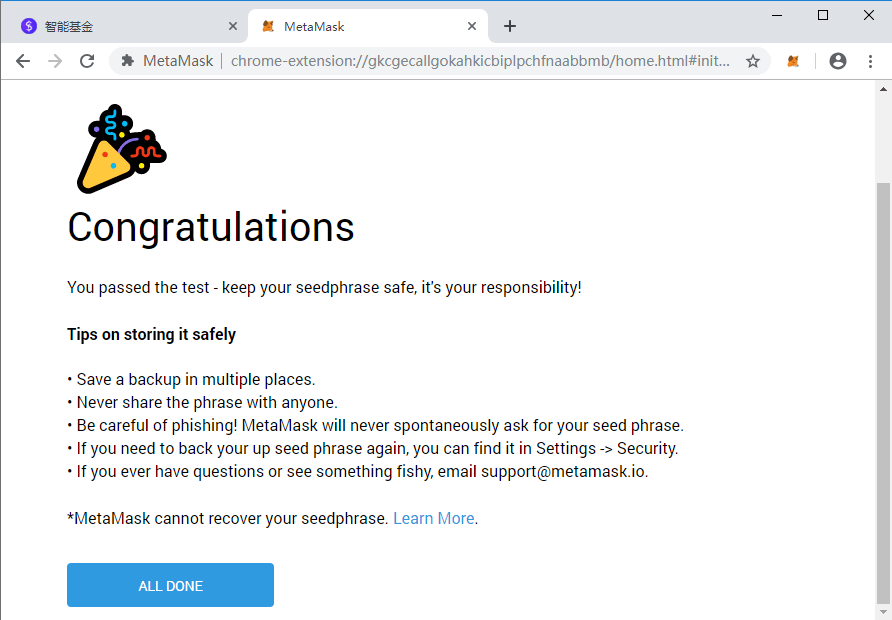 智能基金
MetaMask
MetaMask
chrome-extension://gkcgecallgokahkicbiplpchfnaabbmb/home.html#init...
Congratulations
You passed the test - keep your seedphrase safe, it's your responsibility!
Tips on storing it safely
• Save a backup in multiple places.
• Never share the phrase with anyone.
• Be careful of phishing! MetaMask will never spontaneously ask for your seed phrase.
• If you need to back your up seed phrase again, you can find it in Settings -> Security.
• If you ever have questions or see something fishy, email support@metamask.io.
*MetaMask cannot recover your seedphrase. Learn More.
ALL DONE